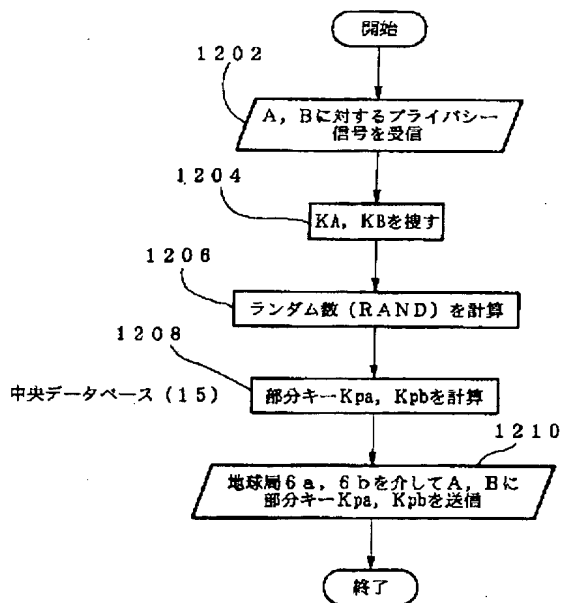 開始
1202
A, Bに対するプライバシー
信号を受信
1204
KA, KBを捜す
1206
ランダム数 (RAND) を計算
1208
中央データベース (15)
部分キーKpa, Kpbを計算
1210
地球局6a, 6bを介してA, Bに
部分キーKpa, Kpbを送信
終了